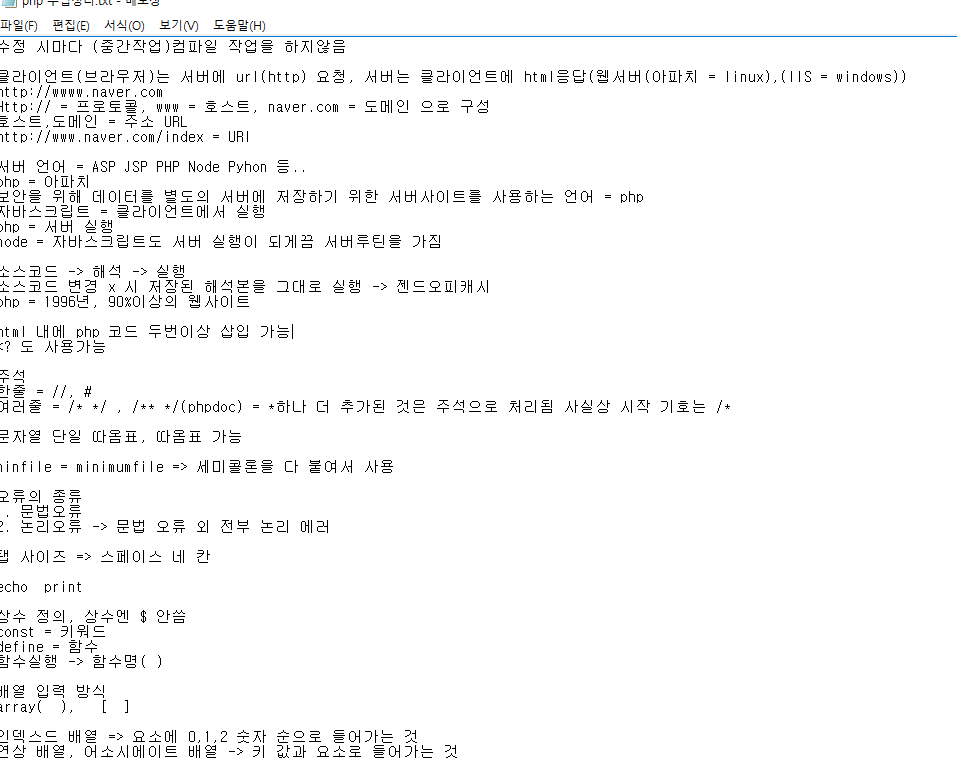 php 수업정리.txt - 메모장
파일(F) 편집(E) 서식(O) 보기(V) 도움말(H)
수정 시마다 (중간작업)컴파일 작업을 하지않음
클라이언트(브라우저)는 서버에 url(http) 요청, 서버는 클라이언트에 html응답(웹서버(아파치 = linux),(IIS = windows))
http://wwww.naver.com
Http:// = 프로토콜, www = 호스트, naver.com = 도메인 으로 구성
호스트,도메인 = 주소 URL
http://www.naver.com/index = URI
서버 언어 = ASP JSP PHP Node Pyhon 등..
php = 아파치
보안을 위해 데이터를 별도의 서버에 저장하기 위한 서버사이트를 사용하는 언어 = php
자바스크립트 = 클라이언트에서 실행
php = 서버 실행
node = 자바스크립트도 서버 실행이 되게끔 서버루틴을 가짐
소스코드 -> 해석 -> 실행
소스코드 변경 x 시 저장된 해석본을 그대로 실행 -> 젠드오피캐시
php = 1996년, 90%이상의 웹사이트
html 내에 php 코드 두번이상 삽입 가능
<? 도 사용가능
주석
한줄 = //, #
여러줄 = /* */ , /** */(phpdoc) = *하나 더 추가된 것은 주석으로 처리됨 사실상 시작 기호는 /*
문자열 단일 따옴표, 따옴표 가능
minfile = minimumfile => 세미콜론을 다 붙여서 사용
오류의 종류
. 문법오류
2. 논리오류 -> 문법 오류 외 전부 논리 에러
탭 사이즈 => 스페이스 네 칸
echo print
상수 정의, 상수엔 $ 안씀
const = 키워드
define = 함수
함수실행 -> 함수명( )
배열 입력 방식
array( ), [ ]
인덱스드 배열 => 요소에 0,1,2 숫자 순으로 들어가는 것
연상 배열, 어소시에이트 배열 -> 키 값과 요소로 들어가는 것